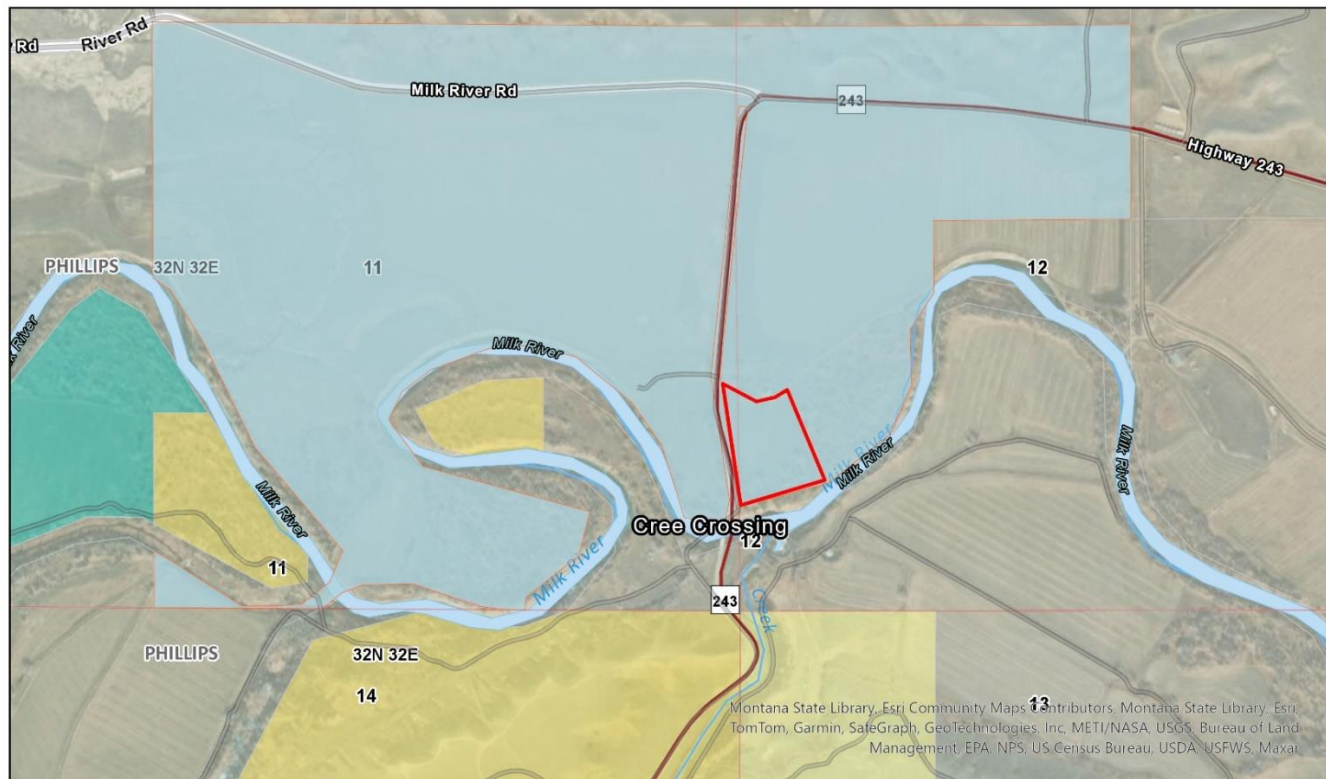 Rd
River Rd
Milk River Rd
243
Highway 243
PHILLIPS
32N 32E
11
12
Milk River
Milk River
Milk River
Milk River
Milk River
Milk River
Cree Crossing
12
Milk River
11
243
Creek
PHILLIPS
32N 32E
14
13
Montana State Library, Esri Community Maps Contributors, Montana State Library, Esri,
TomTom, Garmin, SafeGraph, GeoTechnologies, Inc, METI/NASA, USGS, Bureau of Land
Management, EPA, NPS, US Census Bureau, USDA, USFWS, Maxar